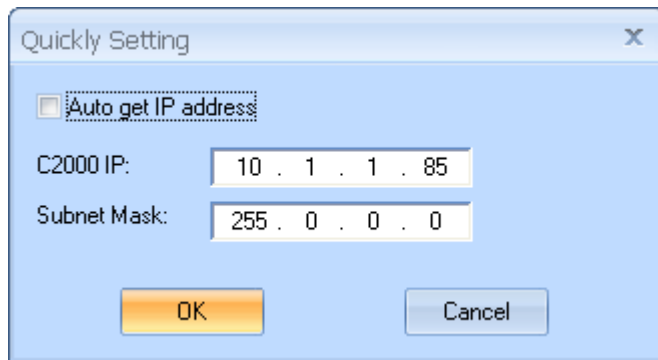 Quickly Setting
Auto get IP address
C2000 IP: 10 . 1 . 1 . 85
Subnet Mask: 255 . 0 . 0 . 0
OK Cancel